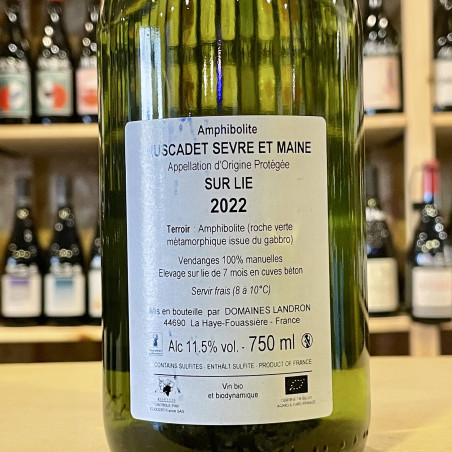 Amphibolite
USCADET SEVRE ET MAINE
Appellation d'Origine Protégée
SUR LIE
2022
Terroir : Amphibolite (roche verte
métamorphique issue du gabbro)
Vendanges 100% manuelles
Elevage sur lie de 7 mois en cuves béton
Servir frais (8 à 10°C)
Mis en bouteille par DOMAINES LANDRON
44690 La Haye-Fouassière - France
Alc 11.5% vol. - 750 ml
CONTAINS SULFITES - ENTHÄLT SULFITE - PRODUCT OF FRANCE
Vin bio
et biodynamique